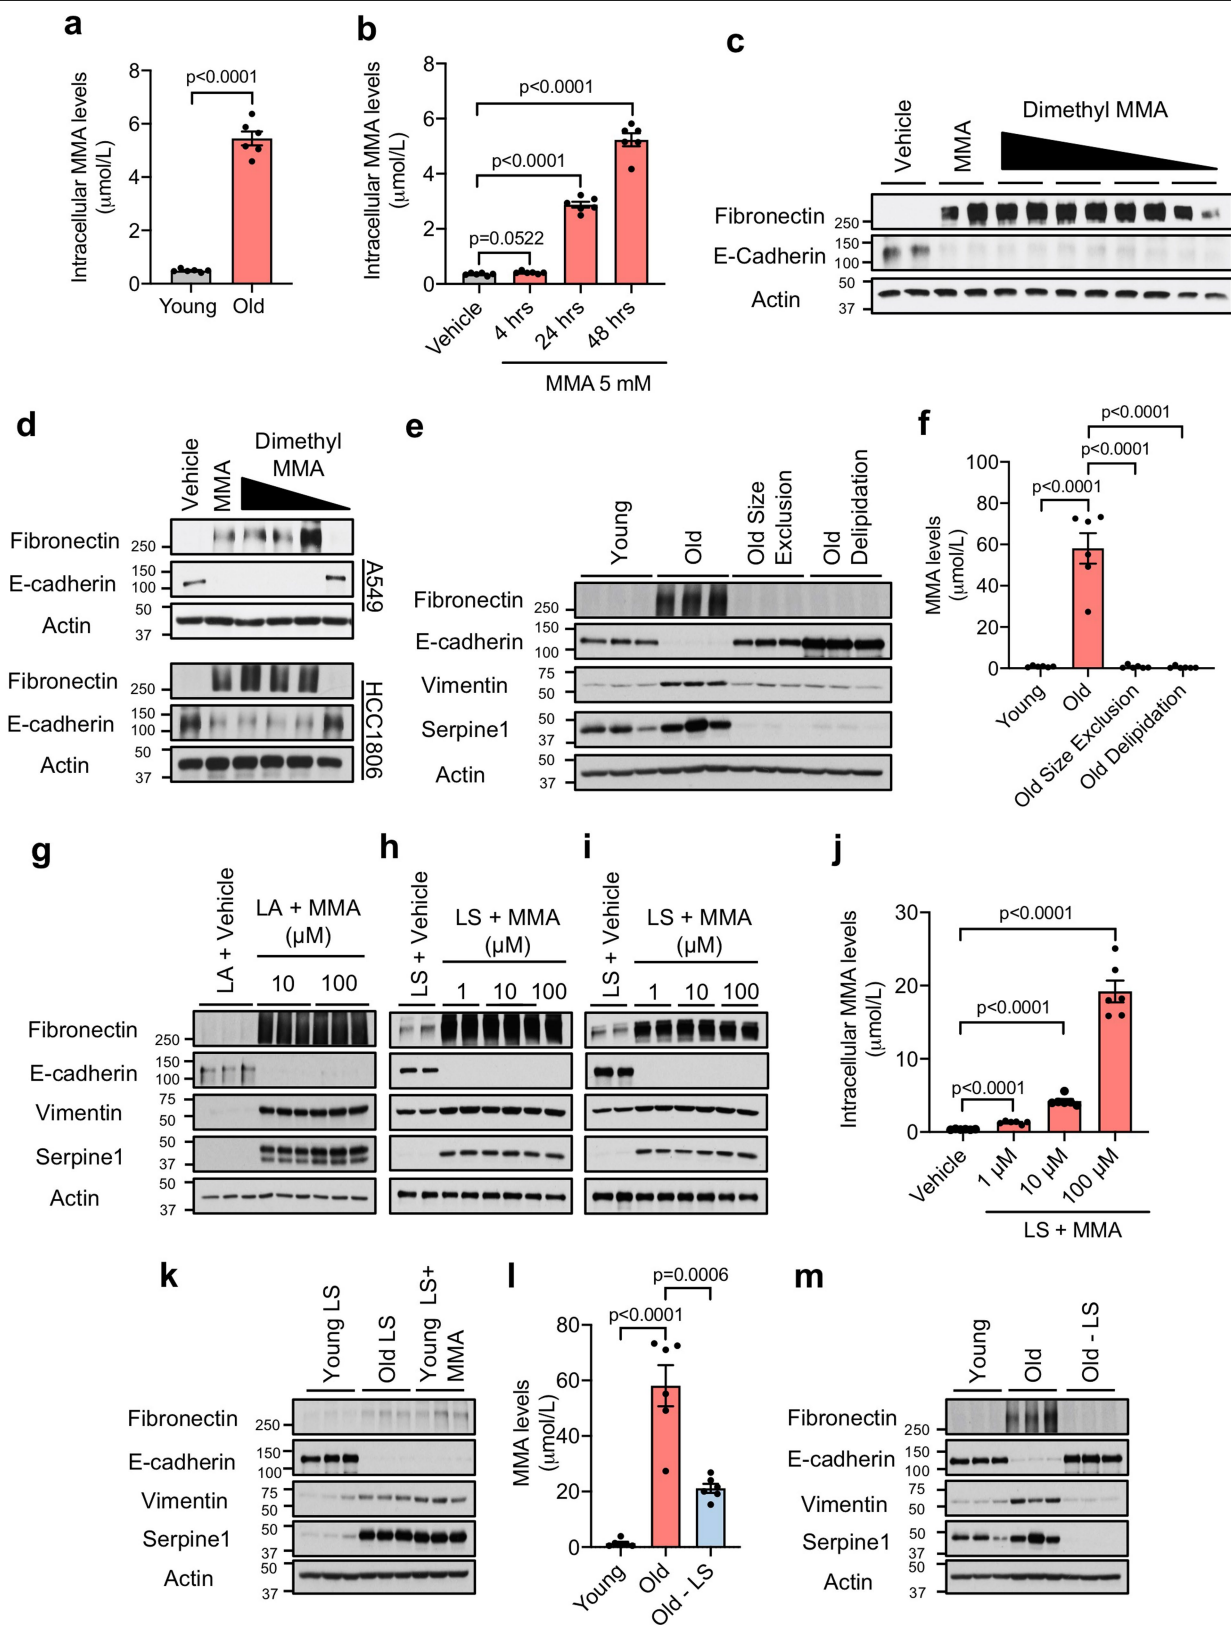 a
Intracellular MMA levels
(μmol/L)
8
6
4
2
0
p<0.0001
Young
Old
b
Intracellular MMA levels
(μmol/L)
8
6
4
2
0
p<0.0001
p<0.0001
p=0.0522
Vehicle
4 hrs
24 hrs
48 hrs
MMA 5 mM
c
Vehicle
MMA
Dimethyl MMA
Fibronectin
250
E-Cadherin
150
100
Actin
50
37
d
Vehicle
MMA
Dimethyl
MMA
Fibronectin
250
E-cadherin
150
100
Actin
50
37
A549
Fibronectin
250
E-cadherin
150
100
Actin
50
37
HCC1806
e
Young
Old
Old Size
Exclusion
Old
Delipidation
Fibronectin
250
E-cadherin
150
100
Vimentin
75
50
Serpine1
50
37
Actin
50
37
f
MMA levels
(μmol/L)
100
80
60
40
20
0
p<0.0001
p<0.0001
p<0.0001
Young
Old
Old Size Exclusion
Old Delipidation
g
LA + Vehicle
LA + MMA
(μM)
10
100
Fibronectin
250
E-cadherin
150
100
Vimentin
75
50
Serpine1
50
37
Actin
50
37
h
LS + Vehicle
LS + MMA
(μM)
1
10
100
i
LS + Vehicle
LS + MMA
(μM)
1
10
100
j
Intracellular MMA levels
(μmol/L)
30
20
10
0
p<0.0001
p<0.0001
p<0.0001
Vehicle
1 μM
10 μM
100 μM
LS + MMA
k
Young LS
Old LS
Young LS+
MMA
Fibronectin
250
E-cadherin
150
100
Vimentin
75
50
Serpine1
50
37
Actin
50
37
l
MMA levels
(μmol/L)
80
60
40
20
0
p=0.0006
p<0.0001
Young
Old
Old - LS
m
Young
Old
Old - LS
Fibronectin
250
E-cadherin
150
100
Vimentin
75
50
Serpine1
50
37
Actin
50
37